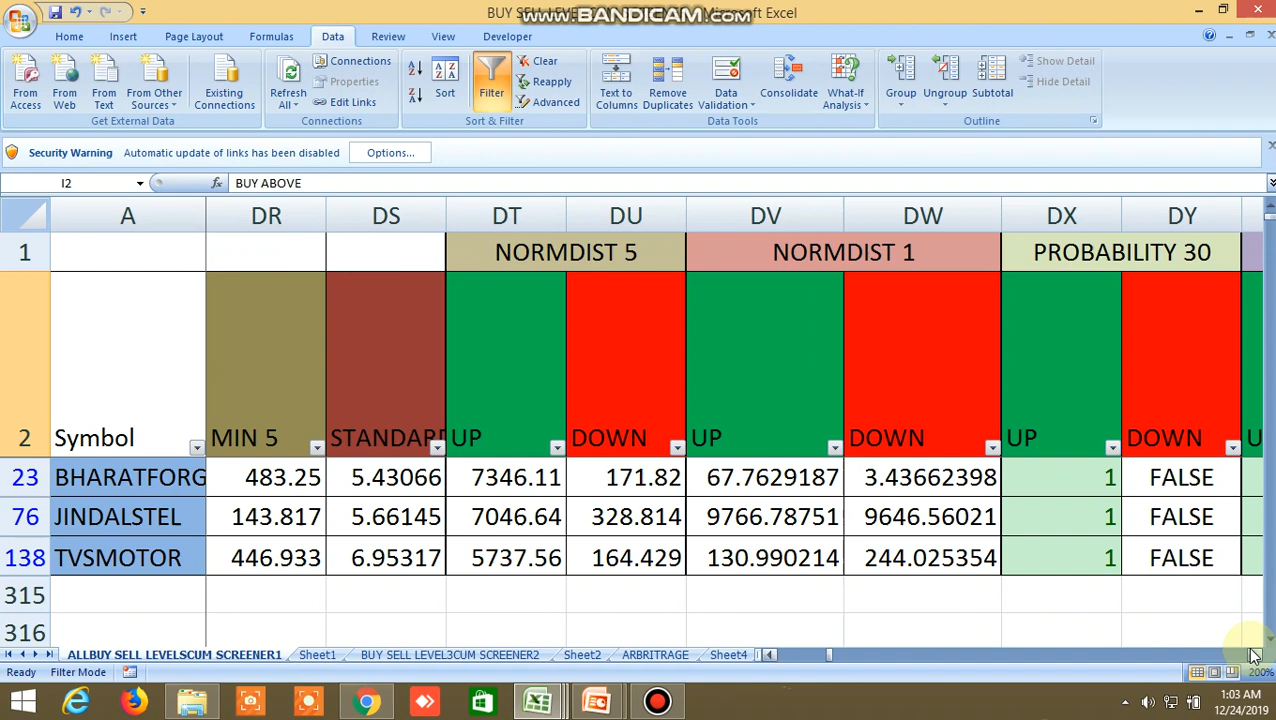 BUY SELL LEVEL
www.BANDICAM.com
Microsoft Excel
Home Insert Page Layout Formulas Data Review View Developer
From Access
From Web
From Text
From Other Sources
Existing Connections
Get External Data
Refresh All
Connections
Properties
Edit Links
Connections
Sort
Filter
Clear
Reapply
Advanced
Sort & Filter
Text to Columns
Remove Duplicates
Data Validation
Consolidate
What-If Analysis
Data Tools
Group
Ungroup
Subtotal
Show Detail
Hide Detail
Outline
Security Warning Automatic update of links has been disabled Options...
I2 fx BUY ABOVE
A DR DS DT DU DV DW DX DY
1 NORMDIST 5 NORMDIST 1 PROBABILITY 30
2 Symbol MIN 5 STANDARD UP DOWN UP DOWN UP DOWN U
23 BHARATFORG 483.25 5.43066 7346.11 171.82 67.7629187 3.43662398 1 FALSE
76 JINDALSTEL 143.817 5.66145 7046.64 328.814 9766.78751 9646.56021 1 FALSE
138 TVSMOTOR 446.933 6.95317 5737.56 164.429 130.990214 244.025354 1 FALSE
315
316
ALLBUY SELL LEVELSCUM SCREENER1 Sheet1 BUY SELL LEVEL3CUM SCREENER2 Sheet2 ARBRITRAGE Sheet4
Ready Filter Mode 200%
1:03 AM
12/24/2019